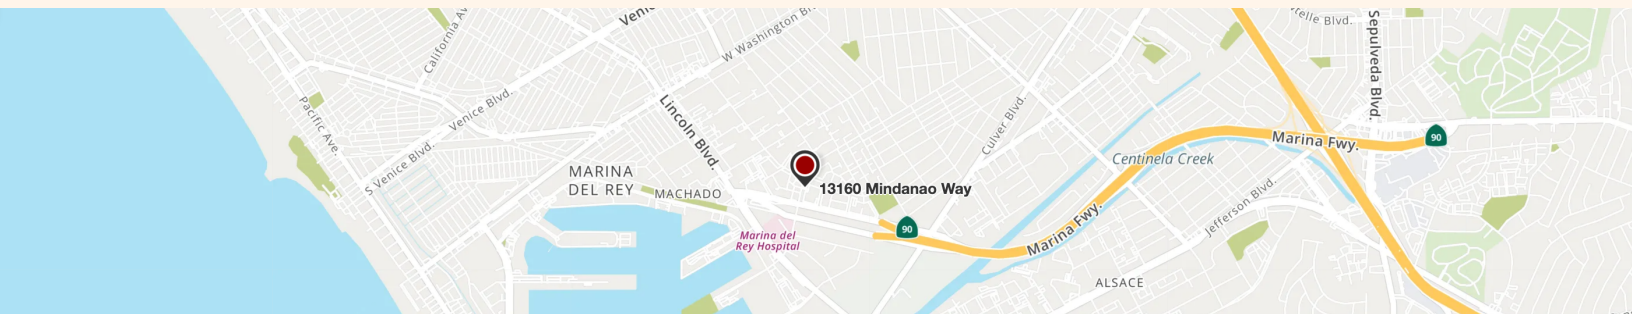 California Av
Veni
W Washington Bl
telle Blvd.
Sepulveda Blvd.
Pacific Ave.
Venice Blvd.
S Venice Blvd.
Lincoln Blvd.
Culver Blvd.
Marina Fwy.
90
Centinela Creek
MARINA
DEL REY
MACHADO
13160 Mindanao Way
Marina del
Rey Hospital
90
Marina Fwy.
Jefferson Blvd.
ALSACE